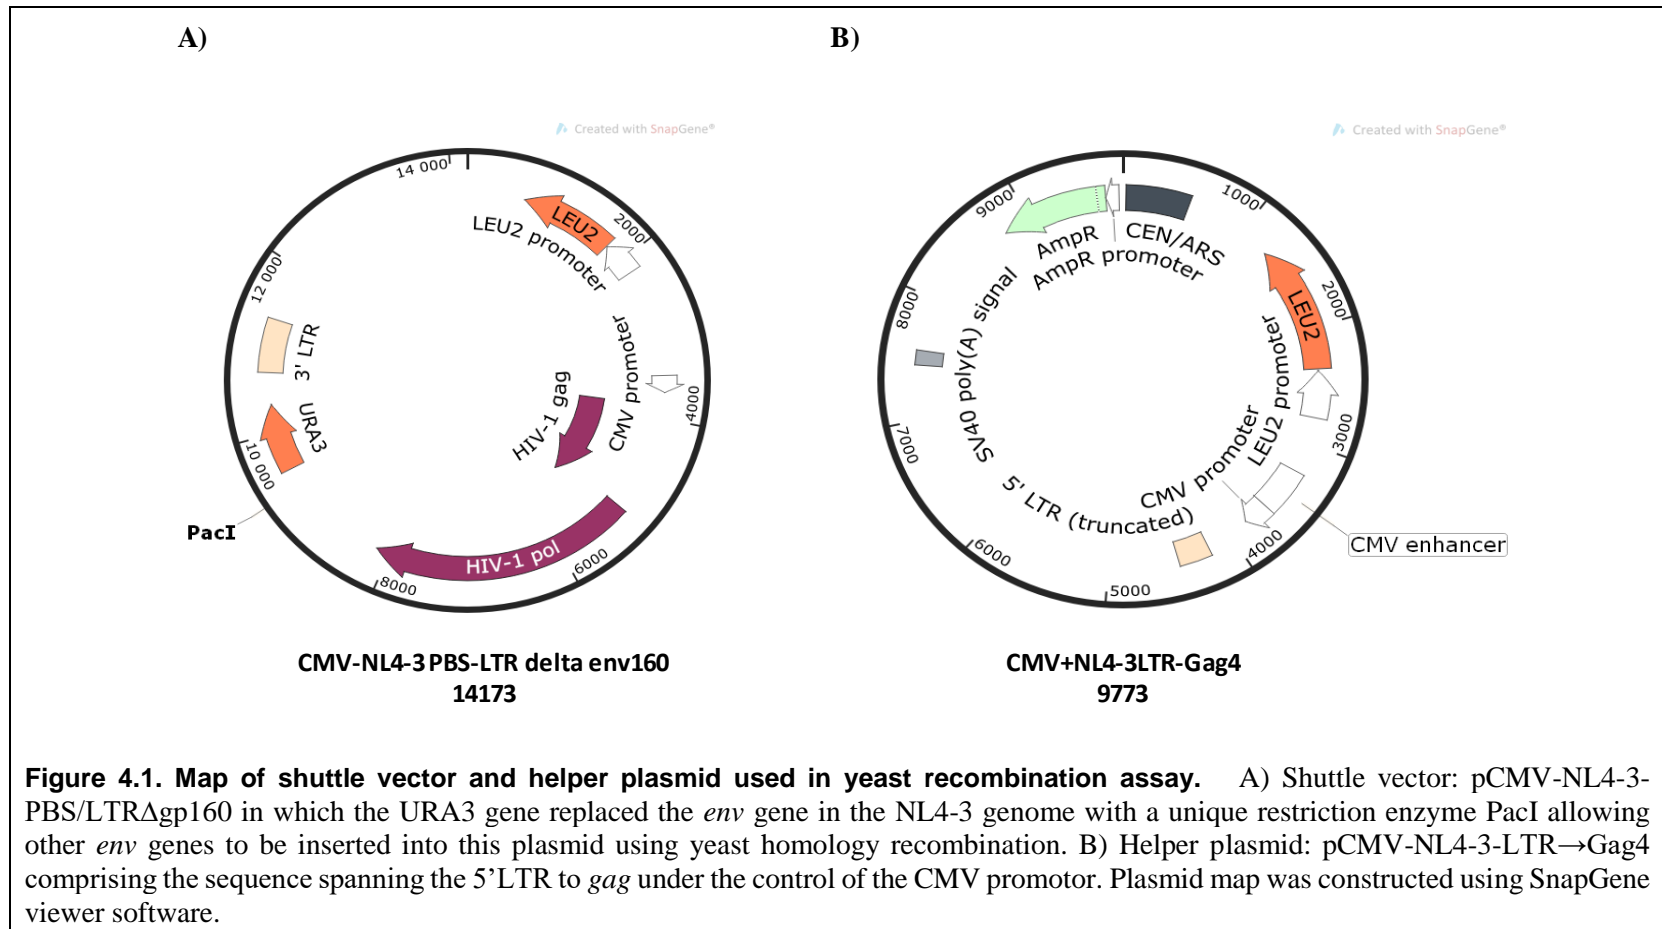 A)
B)
Created with SnapGene®
Created with SnapGene®
14 000
LEU2
2000
LEU2 promoter
12 000
3' LTR
CMV promoter
4000
HIV-1 gag
URA3
10 000
PacI
HIV-1 pol
6000
8000
CMV-NL4-3 PBS-LTR delta env160
14173
9000
1000
AmpR
CEN/ARS
AmpR promoter
SV40 poly(A) signal
8000
LEU2
2000
LEU2 promoter
3000
7000
CMV promoter
5' LTR (truncated)
CMV enhancer
4000
6000
5000
CMV+NL4-3LTR-Gag4
9773
Figure 4.1. Map of shuttle vector and helper plasmid used in yeast recombination assay. A) Shuttle vector: pCMV-NL4-3-
PBS/LTRΔgp160 in which the URA3 gene replaced the env gene in the NL4-3 genome with a unique restriction enzyme PacI allowing
other env genes to be inserted into this plasmid using yeast homology recombination. B) Helper plasmid: pCMV-NL4-3-LTR→Gag4
comprising the sequence spanning the 5’LTR to gag under the control of the CMV promotor. Plasmid map was constructed using SnapGene
viewer software.